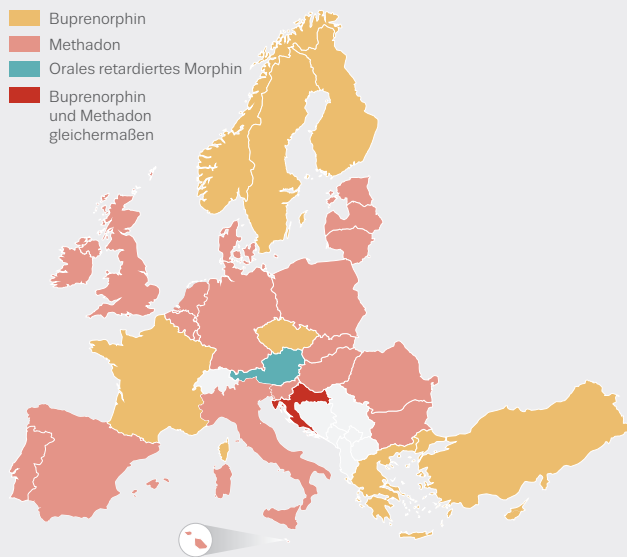 Buprenorphin
Methadon
Orales retardiertes Morphin
Buprenorphin
und Methadon
gleichermaßen